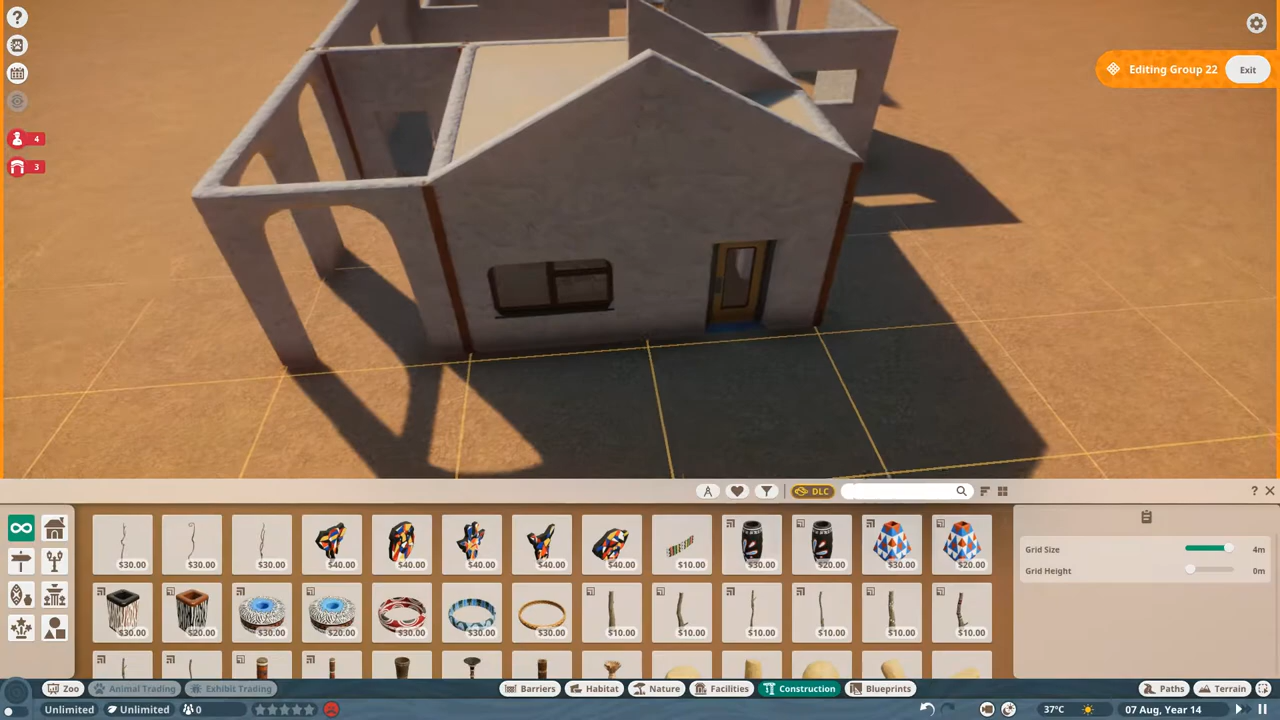 ?
Editing Group 22
Exit
4
3
DLC
?
$30.00
$30.00
$30.00
$40.00
$40.00
$40.00
$40.00
$40.00
$10.00
$30.00
$20.00
$30.00
$20.00
Grid Size
4m
Grid Height
0m
$30.00
$20.00
$30.00
$20.00
$30.00
$30.00
$30.00
$10.00
$10.00
$10.00
$10.00
$10.00
$10.00
Zoo
Animal Trading
Exhibit Trading
Barriers
Habitat
Nature
Facilities
Construction
Blueprints
Paths
Terrain
Unlimited
Unlimited
0
37°C
07 Aug, Year 14